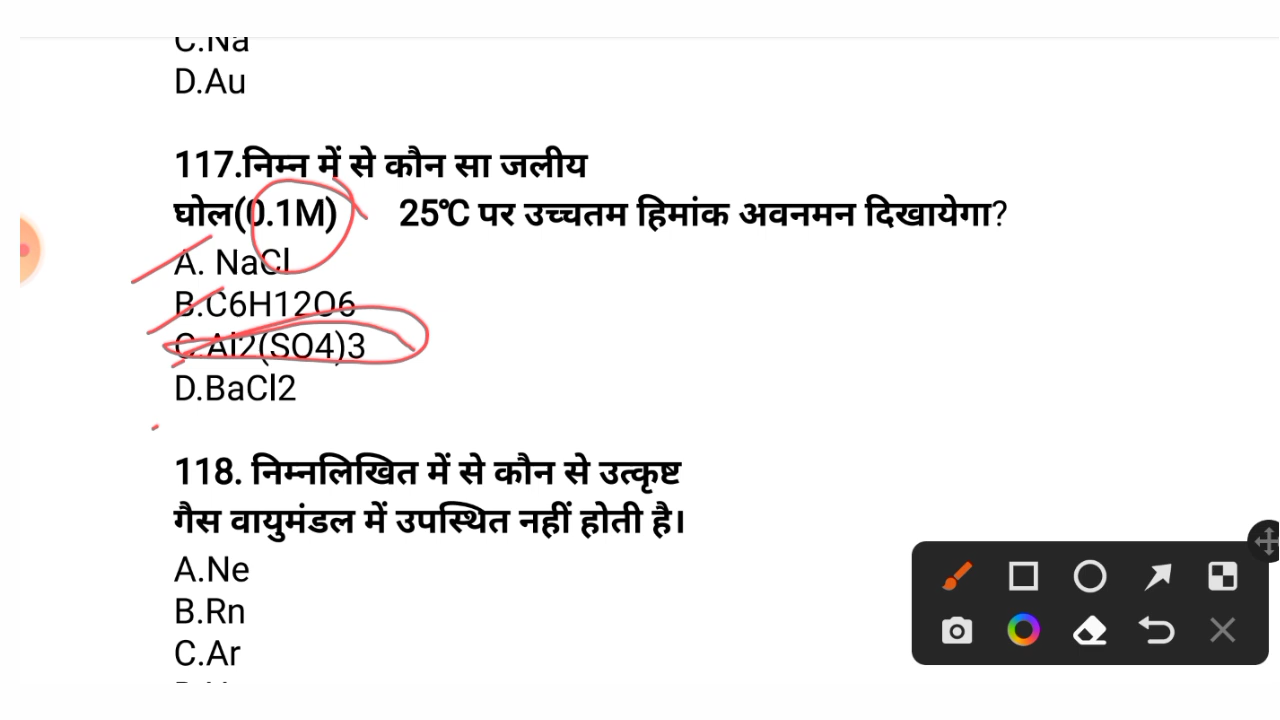 C.Na
D.Au
117.निम्न में से कौन सा जलीय
घोल(0.1M) 25℃ पर उच्चतम हिमांक अवनमन दिखायेगा?
A. NaCl
B.C6H12O6
C.Al2(SO4)3
D.BaCl2
118. निम्नलिखित में से कौन से उत्कृष्ट
गैस वायुमंडल में उपस्थित नहीं होती है।
A.Ne
B.Rn
C.Ar